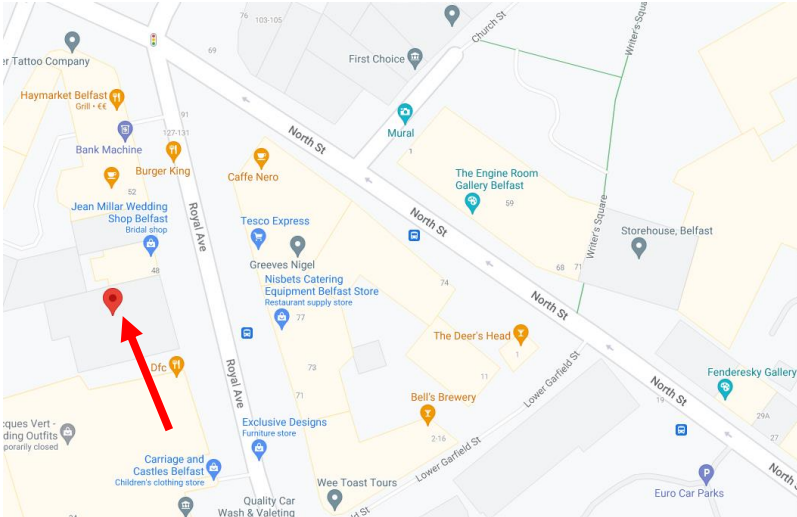 76
103-105
Church St
Writer's Squa
er Tattoo Company
69
First Choice
Haymarket Belfast
Grill • €€
91
127-131
North St
Mural
Bank Machine
Burger King
Caffe Nero
1
The Engine Room
Gallery Belfast
52
59
Jean Millar Wedding
Shop Belfast
Bridal shop
Royal Ave
Tesco Express
North St
Writer's Square
Storehouse, Belfast
48
Greeves Nigel
68
71
Nisbets Catering
Equipment Belfast Store
Restaurant supply store
74
77
North St
The Deer's Head
1
Dfc
73
Royal Ave
11
Lower Garfield St
Fenderesky Gallery
71
Bell's Brewery
North St
19
29A
cques Vert -
ding Outfits
porarily closed
Exclusive Designs
Furniture store
2-16
27
Carriage and
Castles Belfast
Children's clothing store
Lower Garfield St
North
Wee Toast Tours
P
Euro Car Parks
Quality Car
Wash & Valeting
ld St